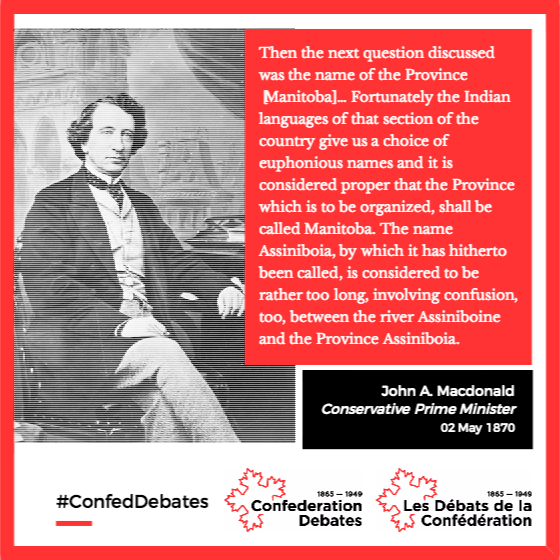 Then the next question discussed
was the name of the Province
[Manitoba]... Fortunately the Indian
languages of that section of the
country give us a choice of
euphonious names and it is
considered proper that the Province
which is to be organized, shall be
called Manitoba. The name
Assiniboia, by which it has hitherto
been called, is considered to be
rather too long, involving confusion,
too, between the river Assiniboine
and the Province Assiniboia.
John A. Macdonald
Conservative Prime Minister
02 May 1870
#ConfedDebates
1865 — 1949
Confederation
Debates
1865 — 1949
Les Débats de la
Confédération